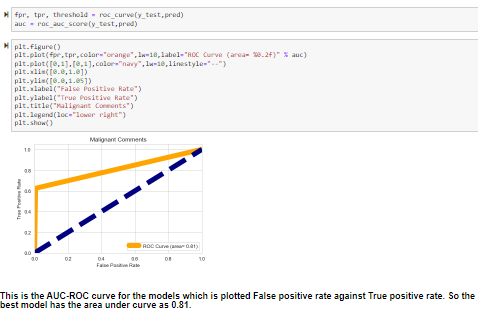 fpr, tpr, threshold = roc_curve(y_test,pred)
auc = roc_auc_score(y_test,pred)
plt.figure()
plt.plot(fpr,tpr,color="orange",lw=10,label="ROC Curve (area= %0.2f)" % auc)
plt.plot([0,1],[0,1],color="navy",lw=10,linestyle="--")
plt.xlim([0.0,1.0])
plt.ylim([0.0,1.05])
plt.xlabel("False Positive Rate")
plt.ylabel("True Positive Rate")
plt.title("Malignant Comments")
plt.legend(loc="lower right")
plt.show()
Malignant Comments
1.0
0.8
0.6
0.4
0.2
0.0
True Positive Rate
ROC Curve (area= 0.81)
0.0 0.2 0.4 0.6 0.8 1.0
False Positive Rate
This is the AUC-ROC curve for the models which is plotted False positive rate against True positive rate. So the
best model has the area under curve as 0.81.